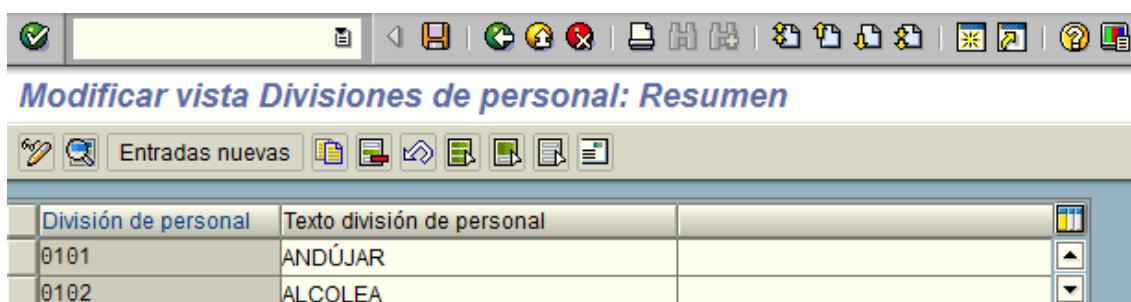 Modificar vista Divisiones de personal: Resumen
Entradas nuevas
División de personal Texto división de personal
0101 ANDÚJAR
0102 ALCOLEA